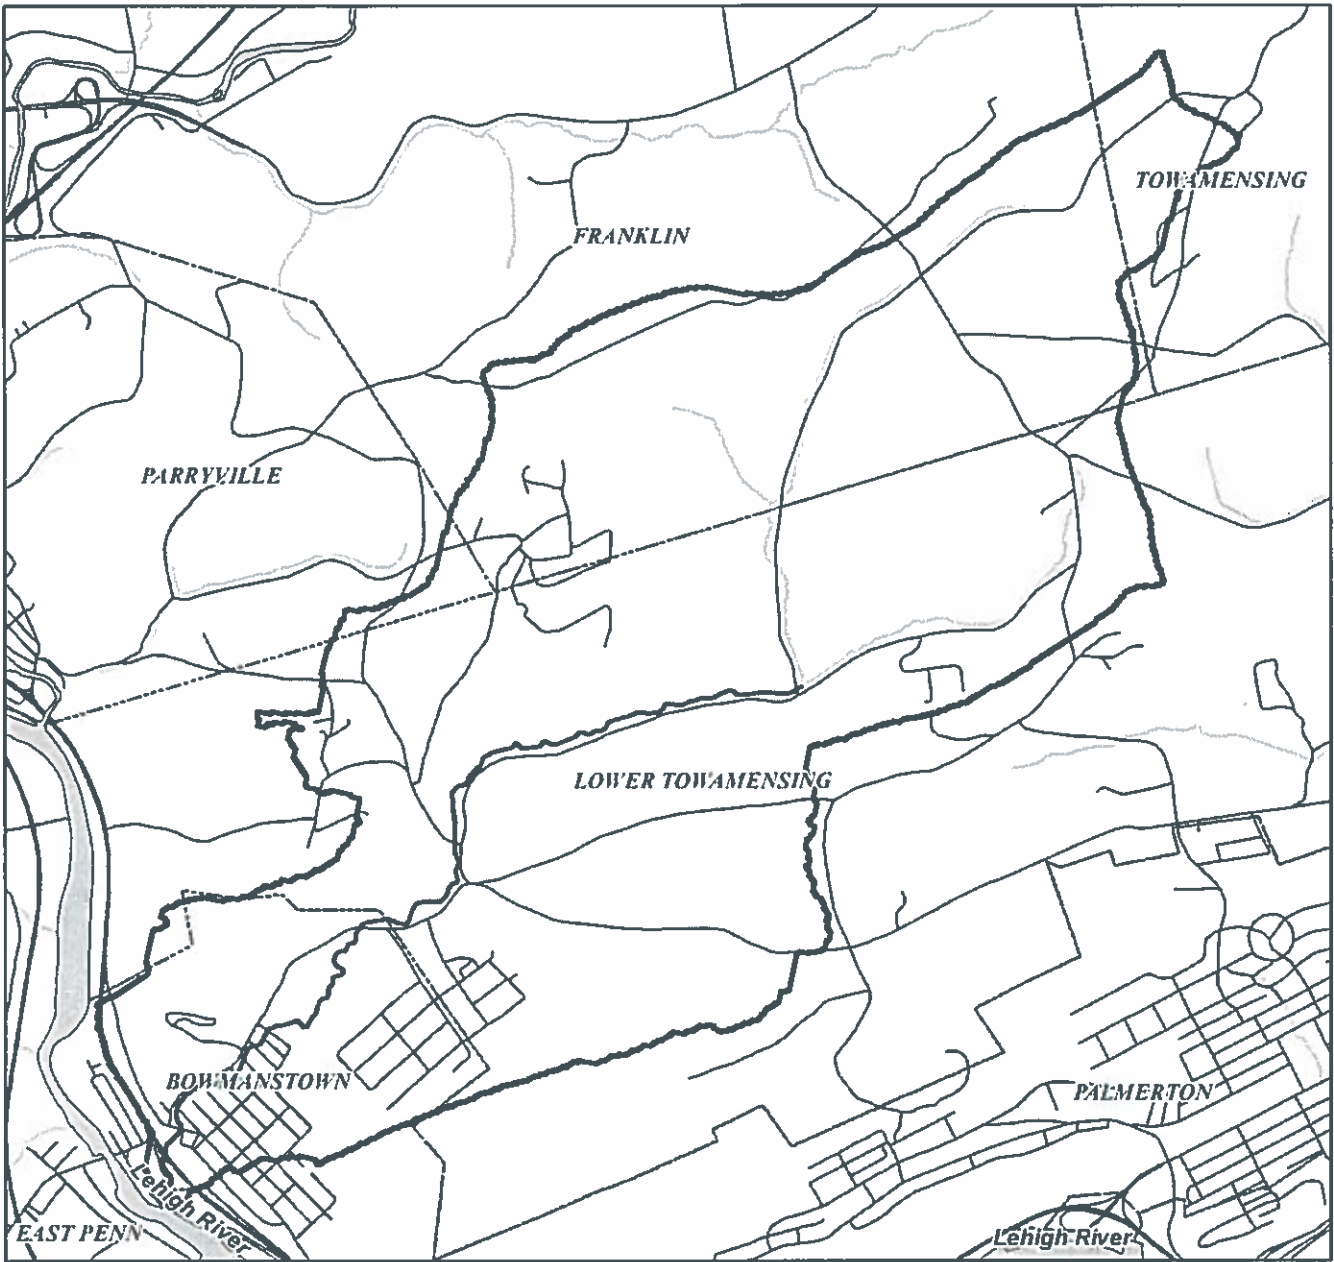 TOWAMENSING
FRANKLIN
PARRYVILLE
LOWER TOWAMENSING
BOWMANSTOWN
PALMERTON
Lehigh River
EAST PENN
Lehigh River